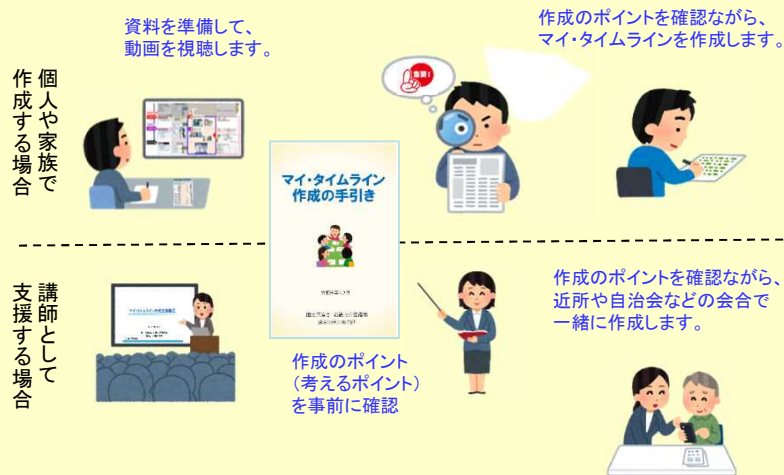 資料を準備して、
動画を視聴します。
作成のポイントを確認ながら、
マイ・タイムラインを作成します。
個人や家族で
作成する場合
重要!
マイ・タイムライン
作成の手引き
講師として
支援する場合
作成のポイント
(考えるポイント)
を事前に確認
作成のポイントを確認ながら、
近所や自治会などの会合で
一緒に作成します。